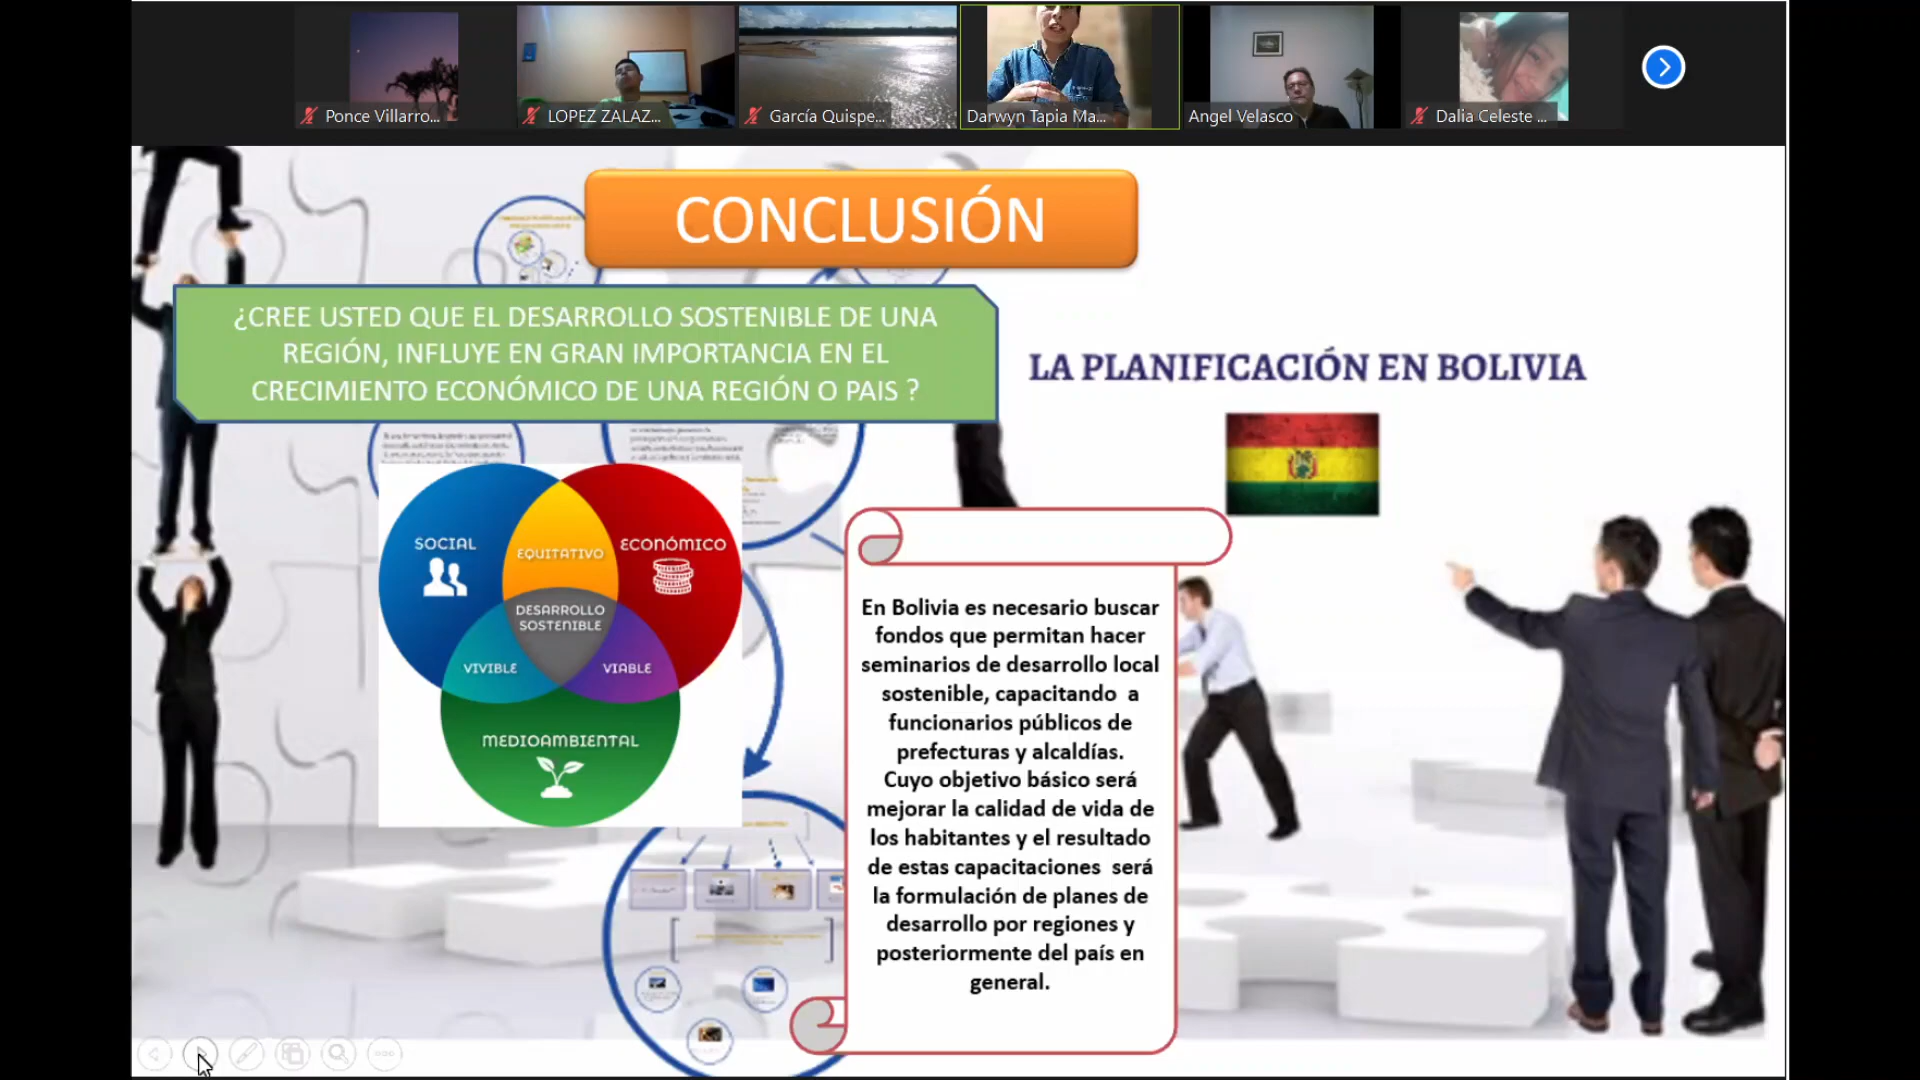 Ponce Villarro...
LOPEZ ZALAZ...
García Quispe...
Darwyn Tapia Ma...
Angel Velasco
Dalia Celeste ...
CONCLUSIÓN
¿CREE USTED QUE EL DESARROLLO SOSTENIBLE DE UNA
REGIÓN, INFLUYE EN GRAN IMPORTANCIA EN EL
CRECIMIENTO ECONÓMICO DE UNA REGIÓN O PAIS ?
LA PLANIFICACIÓN EN BOLIVIA
SOCIAL
EQUITATIVO
ECONÓMICO
DESARROLLO
SOSTENIBLE
VIVIBLE
VIABLE
MEDIOAMBIENTAL
En Bolivia es necesario buscar
fondos que permitan hacer
seminarios de desarrollo local
sostenible, capacitando a
funcionarios públicos de
prefecturas y alcaldías.
Cuyo objetivo básico será
mejorar la calidad de vida de
los habitantes y el resultado
de estas capacitaciones será
la formulación de planes de
desarrollo por regiones y
posteriormente del país en
general.